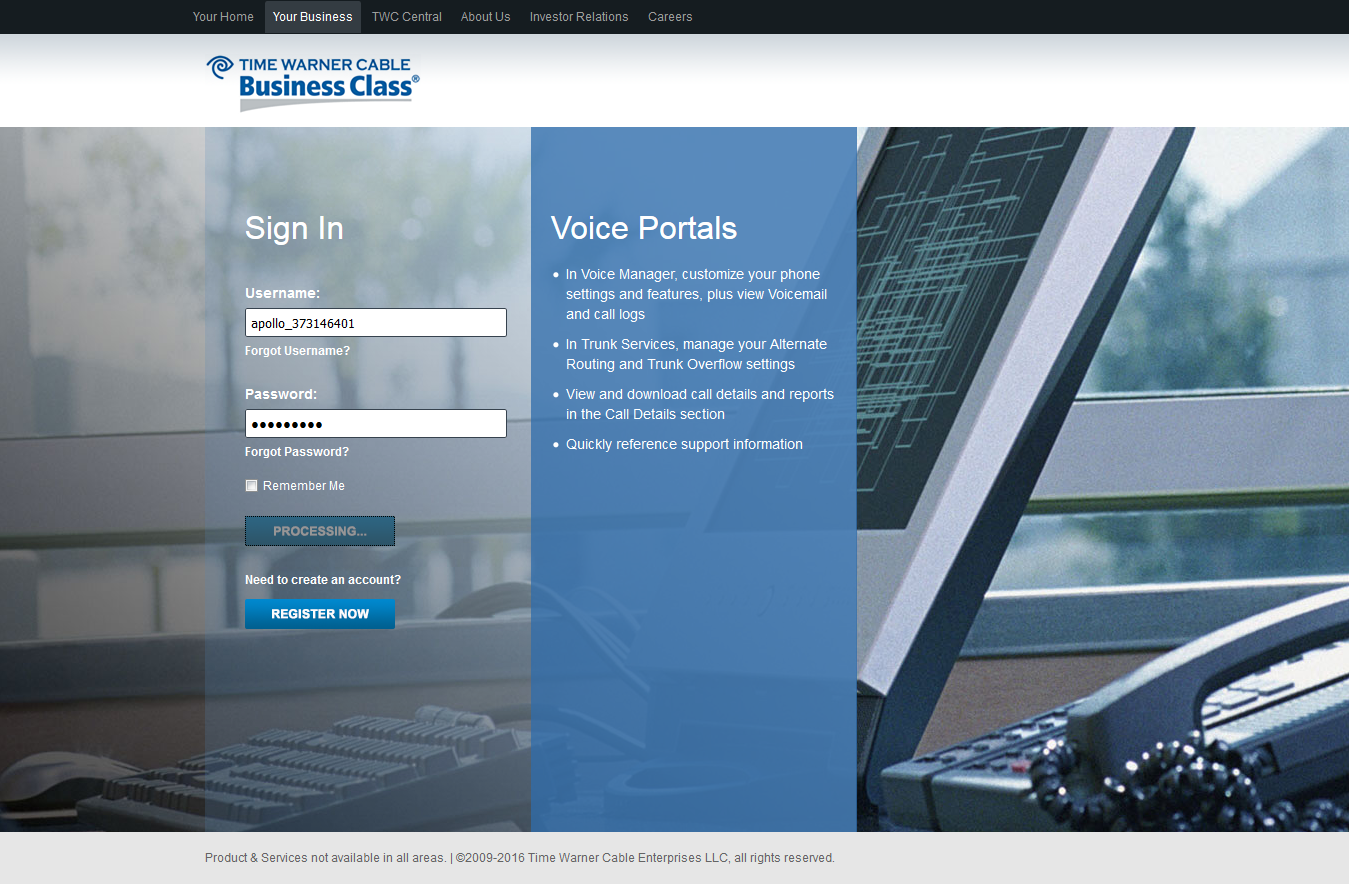 Your Home Your Business TWC Central About Us Investor Relations Careers
TIME WARNER CABLE
Business Class®
Sign In
Username:
apollo_373146401
Forgot Username?
Password:
●●●●●●●●●
Forgot Password?
Remember Me
PROCESSING...
Need to create an account?
REGISTER NOW
Voice Portals
• In Voice Manager, customize your phone
settings and features, plus view Voicemail
and call logs
• In Trunk Services, manage your Alternate
Routing and Trunk Overflow settings
• View and download call details and reports
in the Call Details section
• Quickly reference support information
Product & Services not available in all areas. | ©2009-2016 Time Warner Cable Enterprises LLC, all rights reserved.